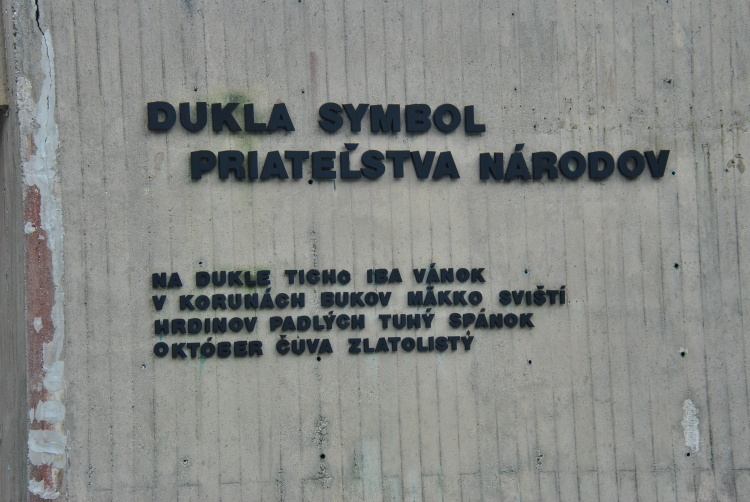 DUKLA SYMBOL
PRIATEĽSTVA NÁRODOV
NA DUKLE TICHO IBA VÁNOK
V KORUNÁCH BUKOV MÄKKO SVIŠTÍ
HRDINOV PADLÝCH TUHÝ SPÁNOK
OKTÓBER ČUVA ZLATOLISTÝ